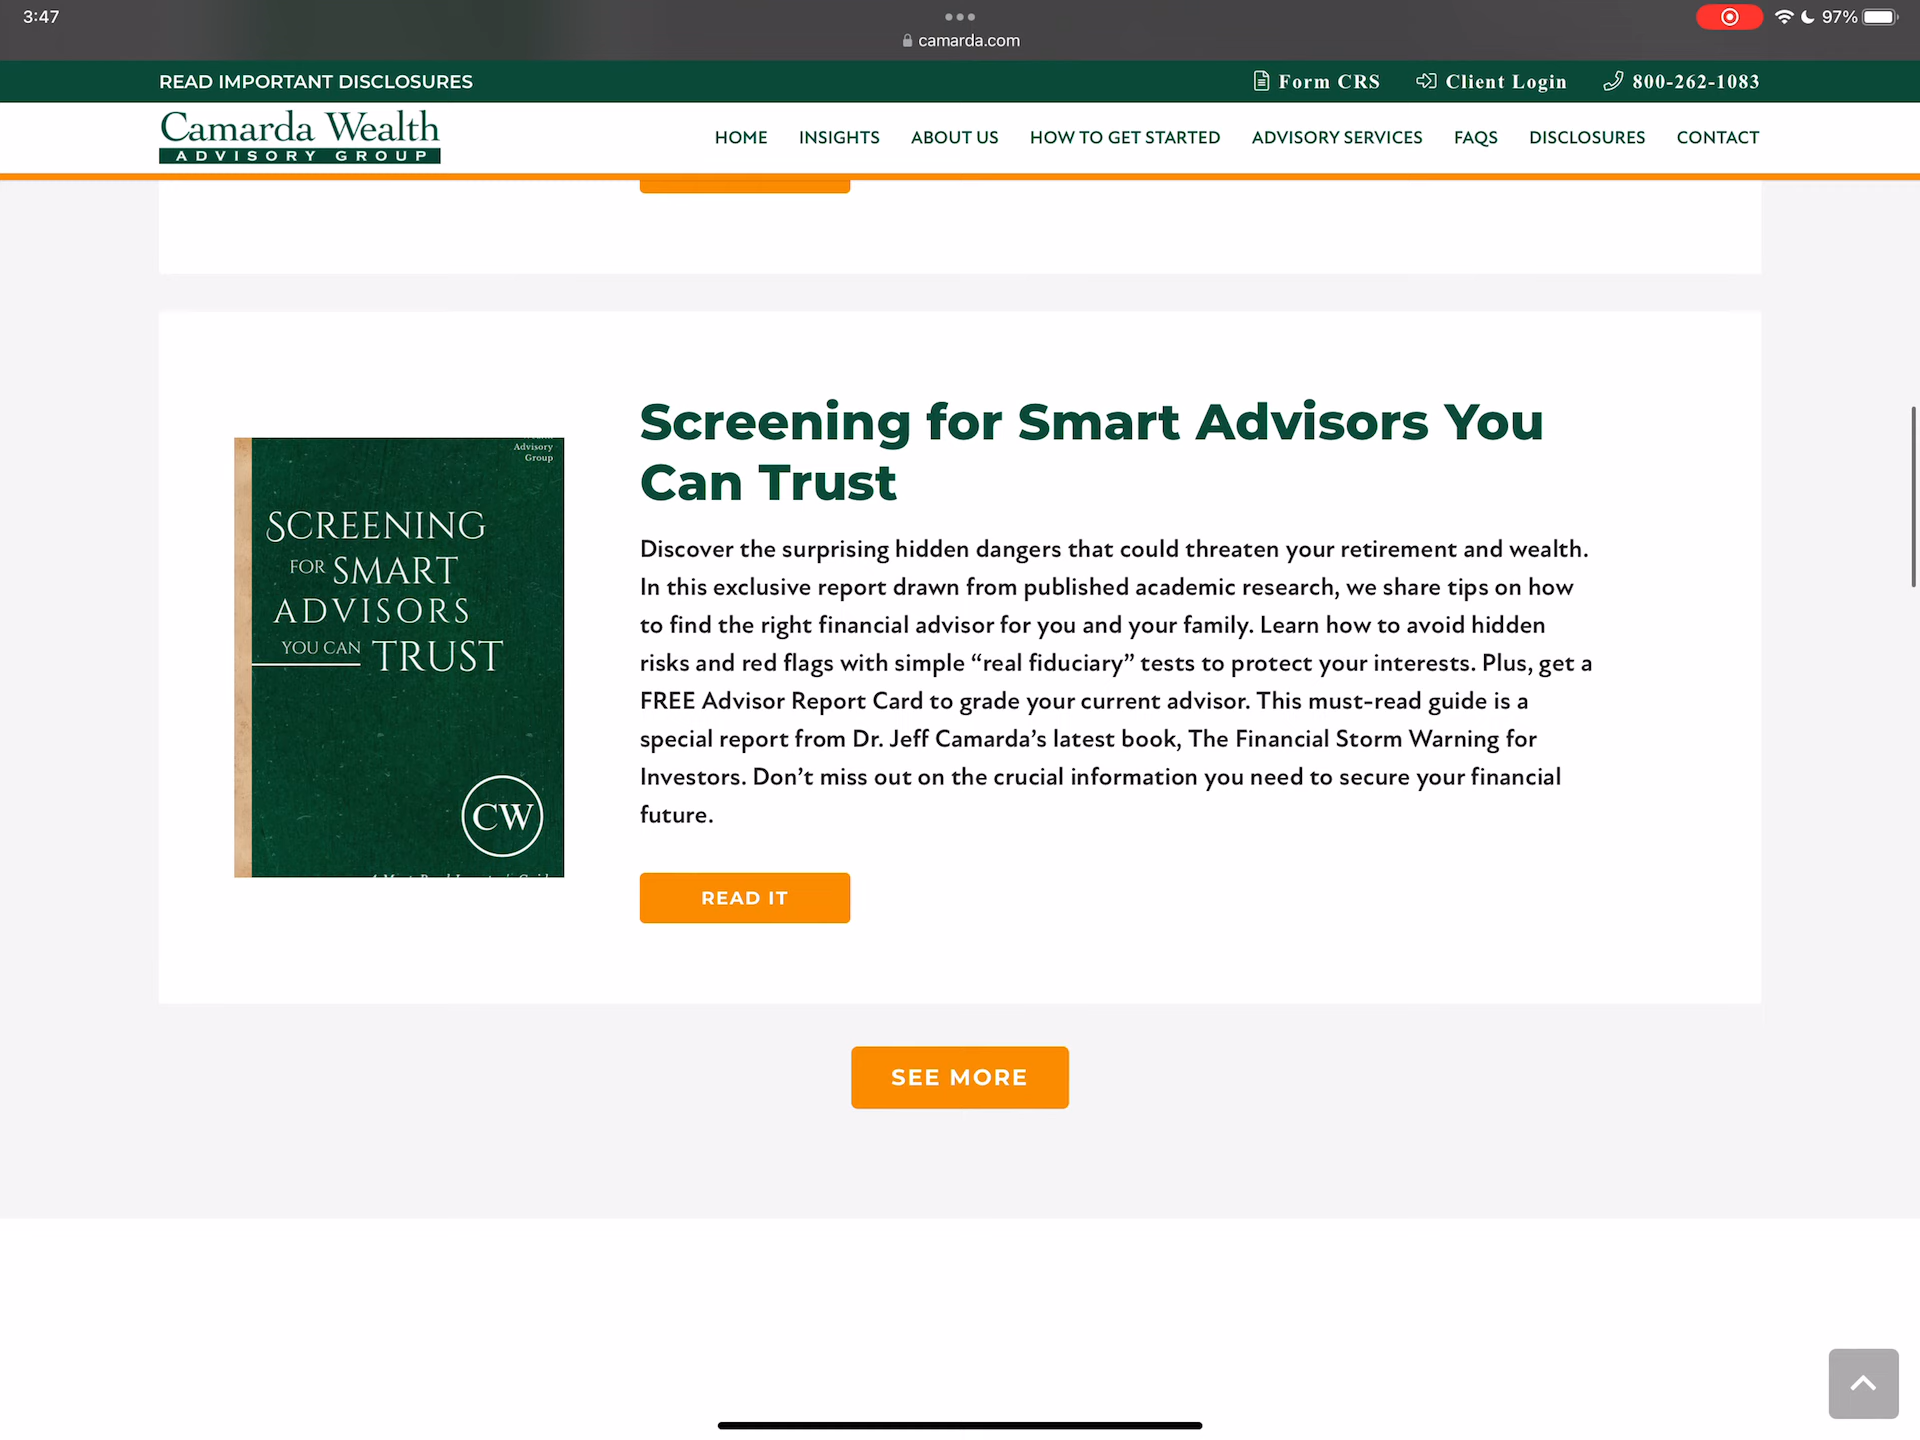 3:47
97%
camarda.com
READ IMPORTANT DISCLOSURES
Form CRS
Client Login
800-262-1083
Camarda Wealth
ADVISORY GROUP
HOME
INSIGHTS
ABOUT US
HOW TO GET STARTED
ADVISORY SERVICES
FAQS
DISCLOSURES
CONTACT
Advisory
Group
SCREENING
FOR SMART
ADVISORS
YOU CAN TRUST
CW
Screening for Smart Advisors You
Can Trust
Discover the surprising hidden dangers that could threaten your retirement and wealth.
In this exclusive report drawn from published academic research, we share tips on how
to find the right financial advisor for you and your family. Learn how to avoid hidden
risks and red flags with simple “real fiduciary” tests to protect your interests. Plus, get a
FREE Advisor Report Card to grade your current advisor. This must-read guide is a
special report from Dr. Jeff Camarda’s latest book, The Financial Storm Warning for
Investors. Don’t miss out on the crucial information you need to secure your financial
future.
READ IT
SEE MORE